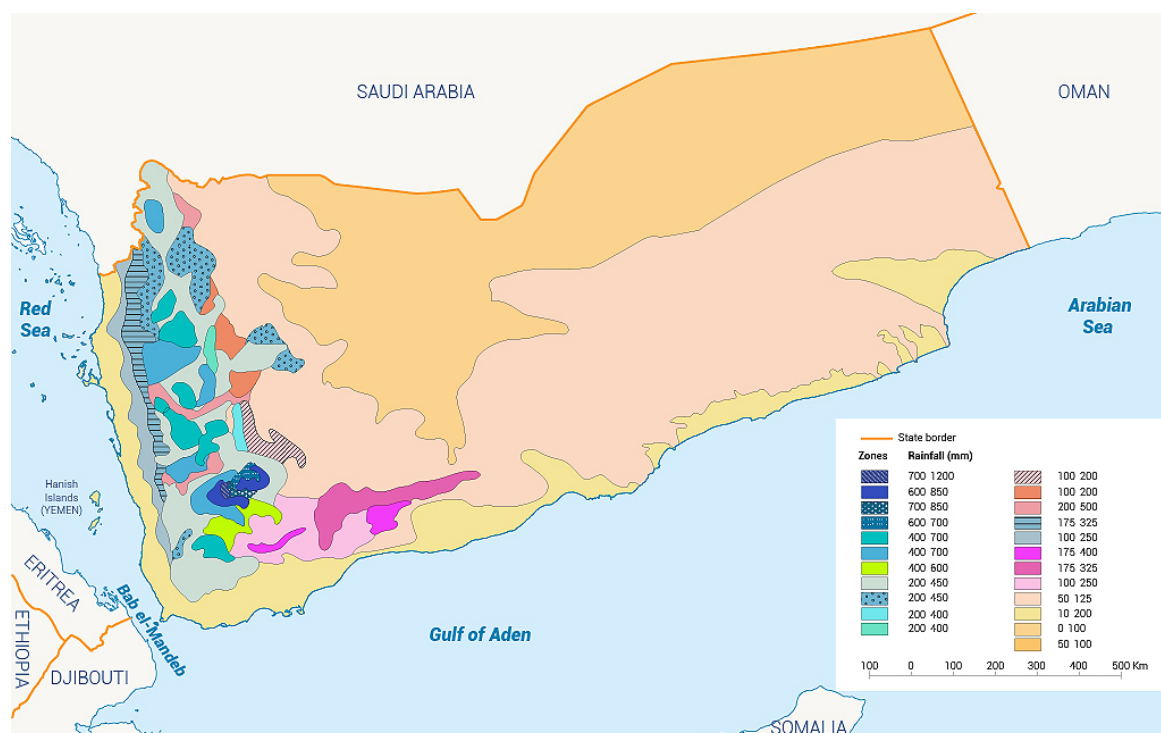 SAUDI ARABIA
OMAN
Red
Sea
Arabian
Sea
Hanish
Islands
(YEMEN)
ERITREA
ETHIOPIA
DJIBOUTI
Bab el-Mandeb
Gulf of Aden
SOMALIA
State border
Zones Rainfall (mm)
700 1200
600 850
700 850
600 700
400 700
400 700
400 600
200 450
200 450
200 400
200 400
100 200
100 200
200 500
175 325
100 250
175 400
175 325
100 250
50 125
10 200
0 100
50 100
100 0 100 200 300 400 500 Km